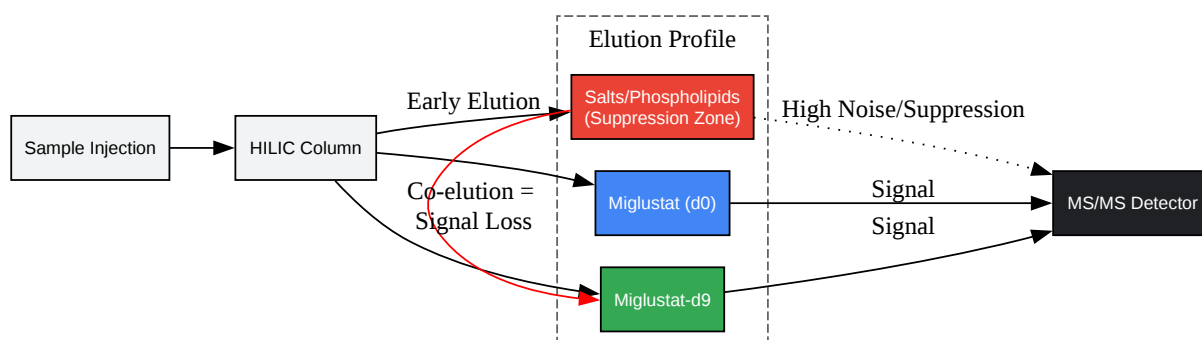 Elution Profile
Sample Injection
HILIC Column
Early Elution
Salts/Phospholipids
(Suppression Zone)
High Noise/Suppression
Co-elution =
Signal Loss
Miglustat (d0)
Signal
MS/MS Detector
Signal
Miglustat-d9